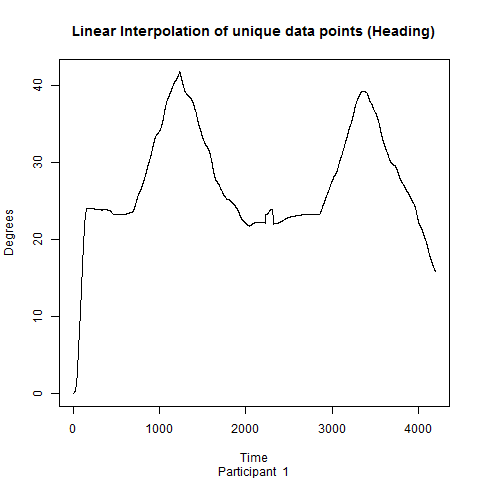 Linear Interpolation of unique data points (Heading)
Degrees
40
30
20
10
0
0 1000 2000 3000 4000
Time
Participant 1